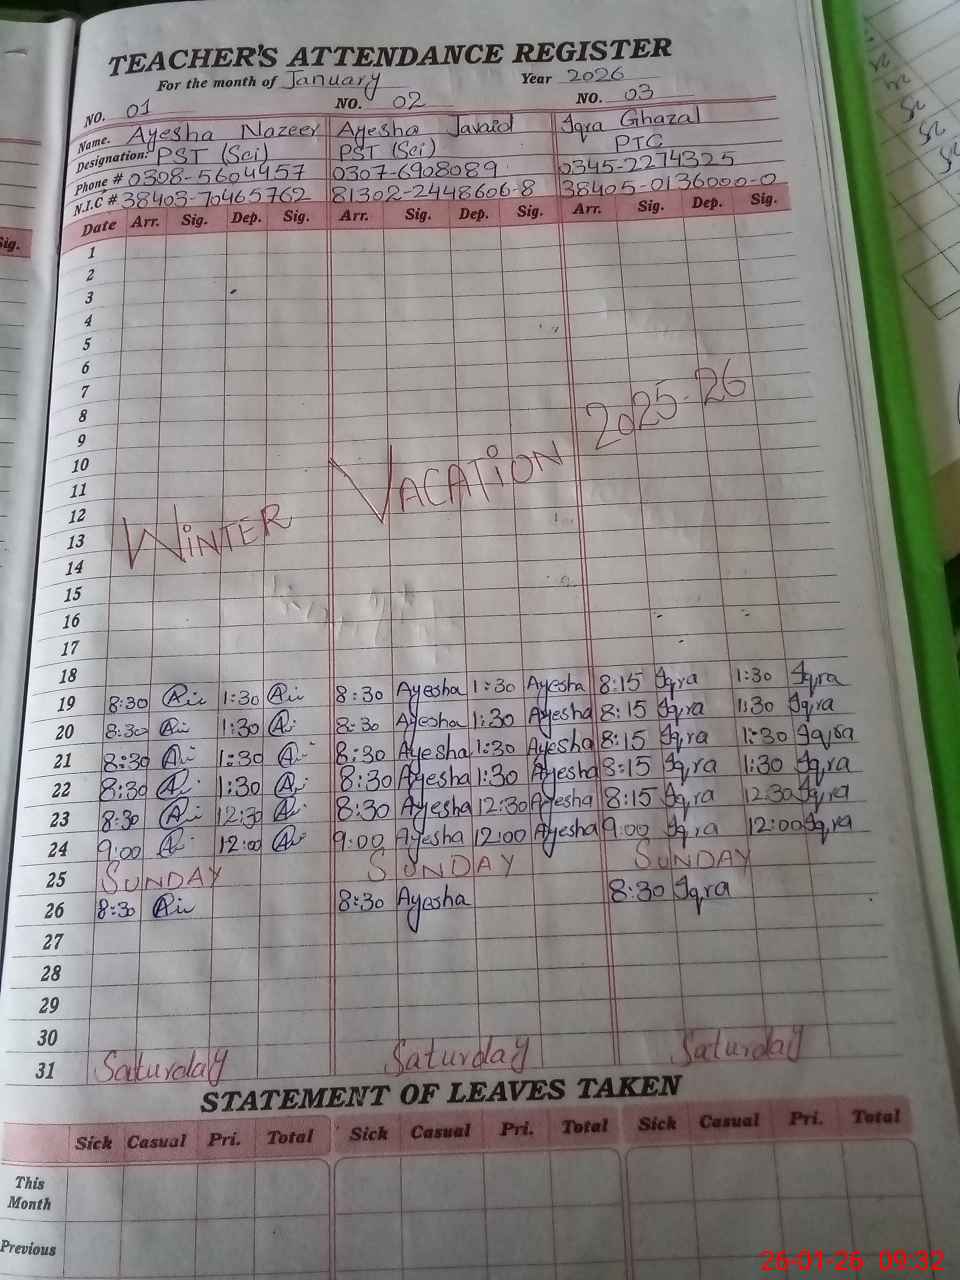 TEACHER'S ATTENDANCE REGISTER
For the month of January Year 2026
NO. 01 NO. 02 NO. 03
Name. Ayesha Nazeer Ayesha Javaid Iqra Ghazal
Designation: PST (Sci) PST (Sci) PTC
Phone # 0308-5604457 0307-6908089 0345-2274325
N.I.C # 38403-70465762 81302-2448606-8 38405-0136000-0
Date Arr. Sig. Dep. Sig. Arr. Sig. Dep. Sig. Arr. Sig. Dep. Sig.
1
2
3
4
5
6
7
8
9
10
11
12
13
WINTER VACATION 2025-26
14
15
16
17
18
19 8:30 1:30 8:30 Ayesha 1:30 Ayesha 8:15 Iqra 1:30 Iqra
20 8:30 1:30 8:30 Ayesha 1:30 Ayesha 8:15 Iqra 1:30 Iqra
21 8:30 1:30 8:30 Ayesha 1:30 Ayesha 8:15 Iqra 1:30 Iqra
22 8:30 1:30 8:30 Ayesha 1:30 Ayesha 8:15 Iqra 1:30 Iqra
23 8:30 12:30 8:30 Ayesha 12:30 Ayesha 8:15 Iqra 12:30 Iqra
24 9:00 12:00 9:00 Ayesha 12:00 Ayesha 9:00 Iqra 12:00 Iqra
25 SUNDAY SUNDAY SUNDAY
26 8:30 8:30 Ayesha 8:30 Iqra
27
28
29
30
31 Saturday Saturday Saturday
STATEMENT OF LEAVES TAKEN
Sick Casual Pri. Total Sick Casual Pri. Total Sick Casual Pri. Total
This
Month
Previous
Sig.
26-01-26 09:32